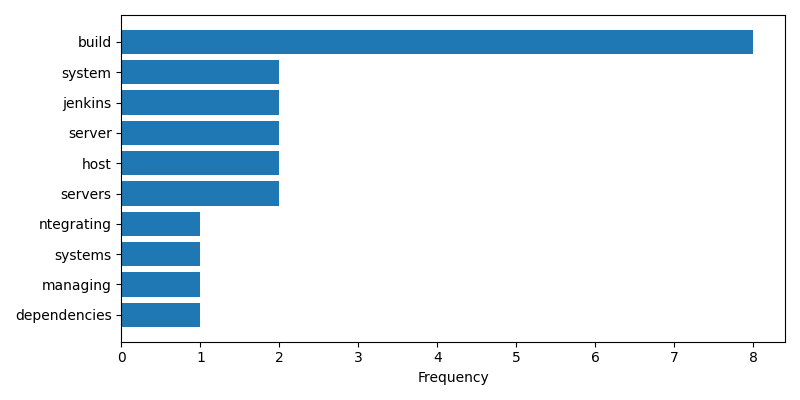 build
system
jenkins
server
host
servers
ntegrating
systems
managing
dependencies
0 1 2 3 4 5 6 7 8
Frequency